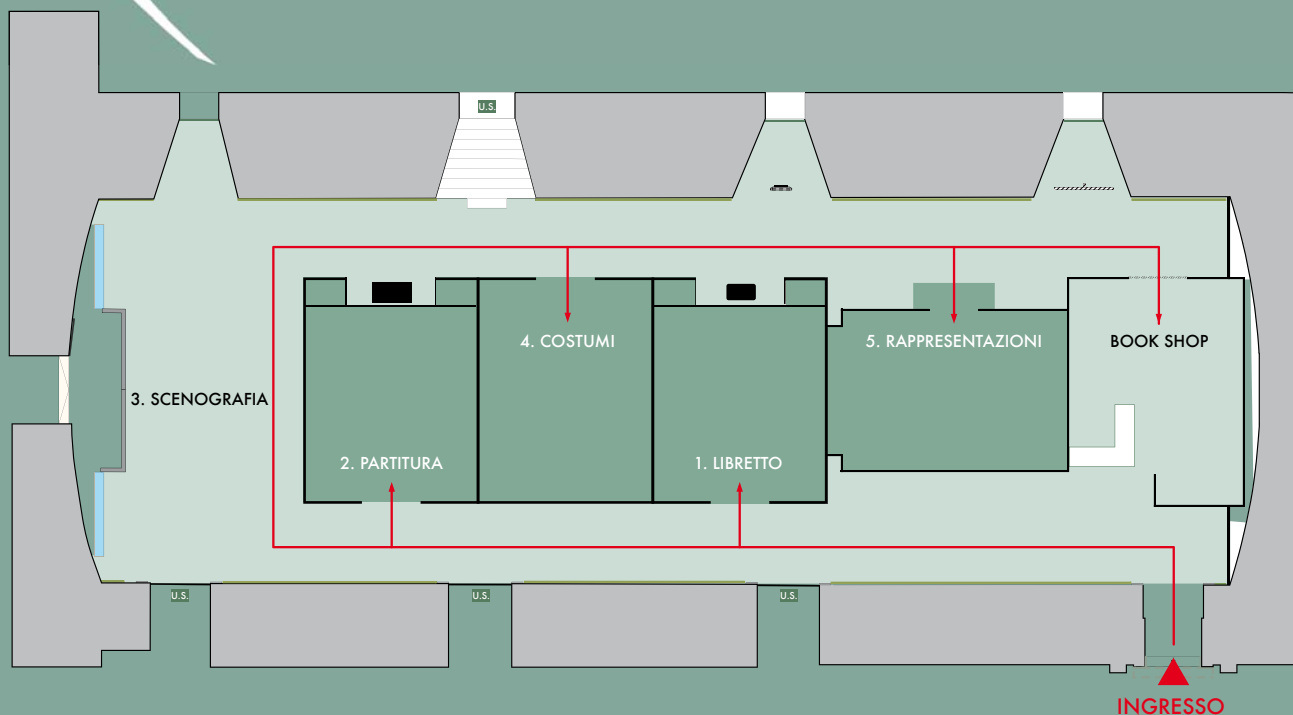 U.S.
4. COSTUMI
5. RAPPRESENTAZIONI
BOOK SHOP
3. SCENOGRAFIA
2. PARTITURA
1. LIBRETTO
U.S.
U.S.
U.S.
INGRESSO